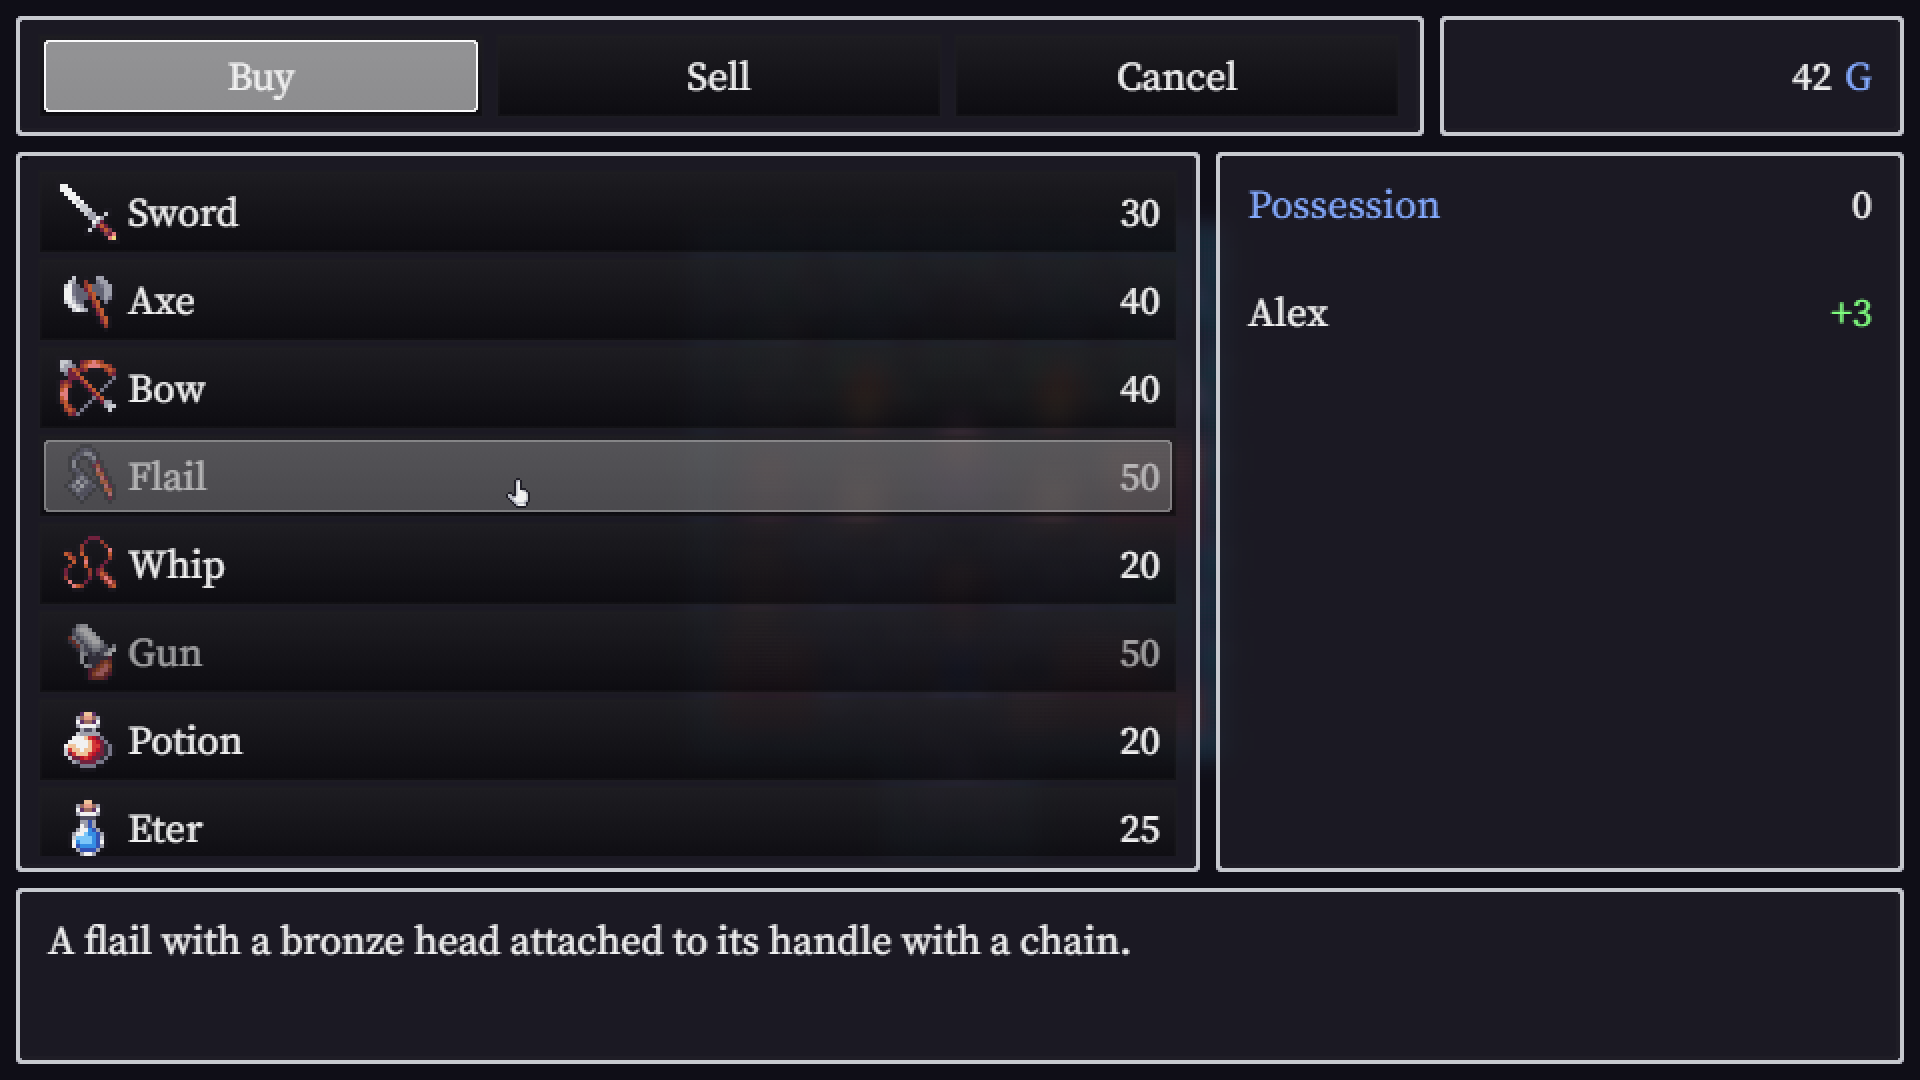 Buy Sell Cancel 42 G
Sword 30
Axe 40
Bow 40
Flail 50
Whip 20
Gun 50
Potion 20
Eter 25
Possession 0
Alex +3
A flail with a bronze head attached to its handle with a chain.